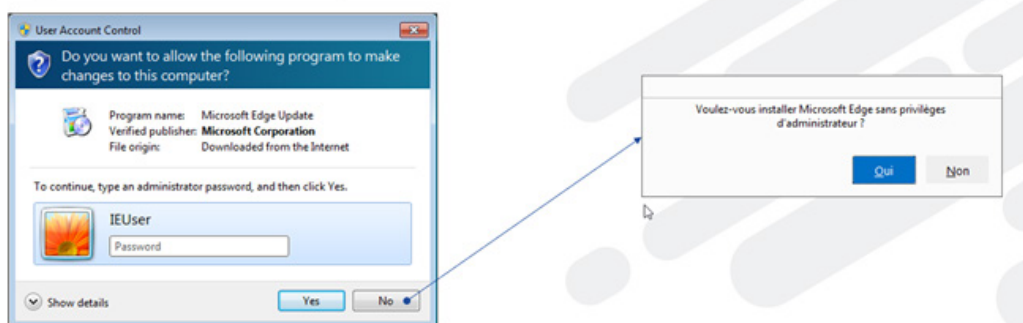 User Account Control
Do you want to allow the following program to make
changes to this computer?
Program name: Microsoft Edge Update
Verified publisher: Microsoft Corporation
File origin: Downloaded from the Internet
To continue, type an administrator password, and then click Yes.
IEUser
Password
Show details
Yes
No
Voulez-vous installer Microsoft Edge sans privilèges
d'administrateur ?
Oui
Non